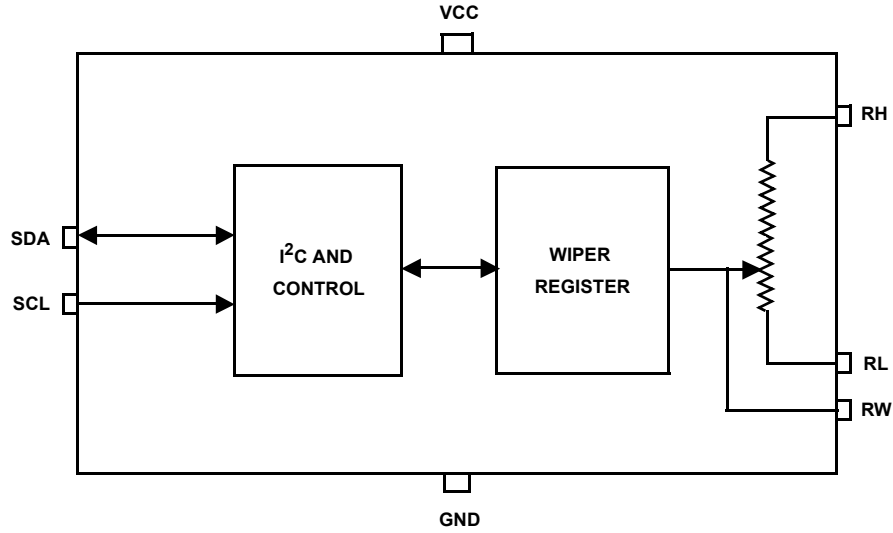 VCC
RH
SDA
I²C AND
CONTROL
WIPER
REGISTER
SCL
RL
RW
GND